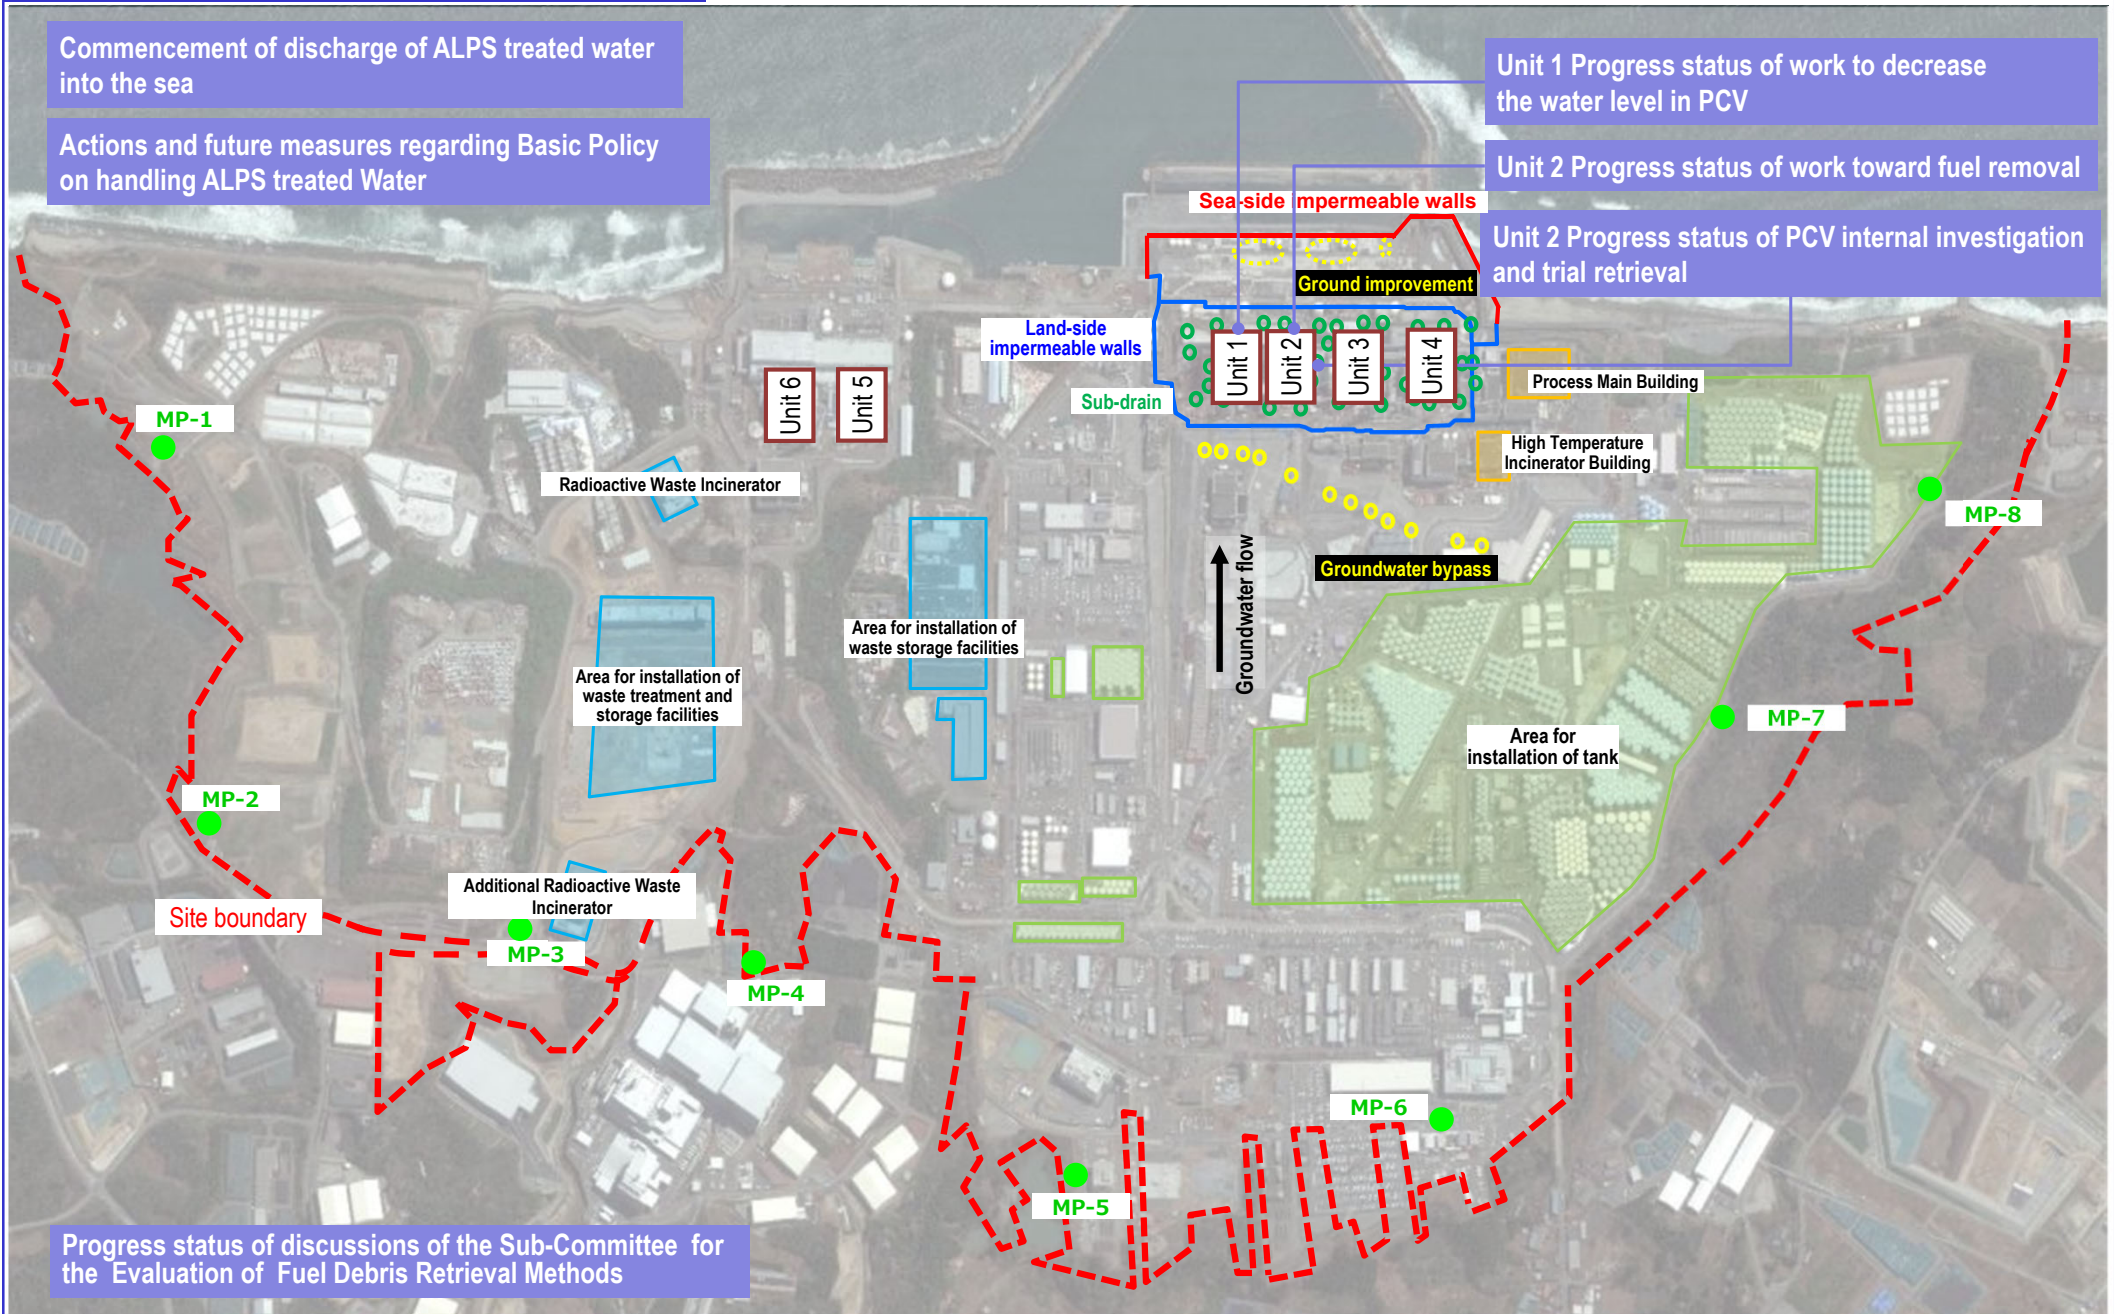 Commencement of discharge of ALPS treated water
into the sea
Actions and future measures regarding Basic Policy
on handling ALPS treated Water
Unit 1 Progress status of work to decrease
the water level in PCV
Unit 2 Progress status of work toward fuel removal
Unit 2 Progress status of PCV internal investigation
and trial retrieval
Sea-side impermeable walls
Ground improvement
Land-side
impermeable walls
Sub-drain
Unit 1
Unit 2
Unit 3
Unit 4
Unit 6
Unit 5
Process Main Building
High Temperature
Incinerator Building
MP-1
Radioactive Waste Incinerator
MP-8
Groundwater bypass
Groundwater flow
Area for installation of
waste storage facilities
Area for installation of
waste treatment and
storage facilities
MP-7
Area for
installation of tank
MP-2
Additional Radioactive Waste
Incinerator
Site boundary
MP-3
MP-4
MP-6
MP-5
Progress status of discussions of the Sub-Committee for
the Evaluation of Fuel Debris Retrieval Methods